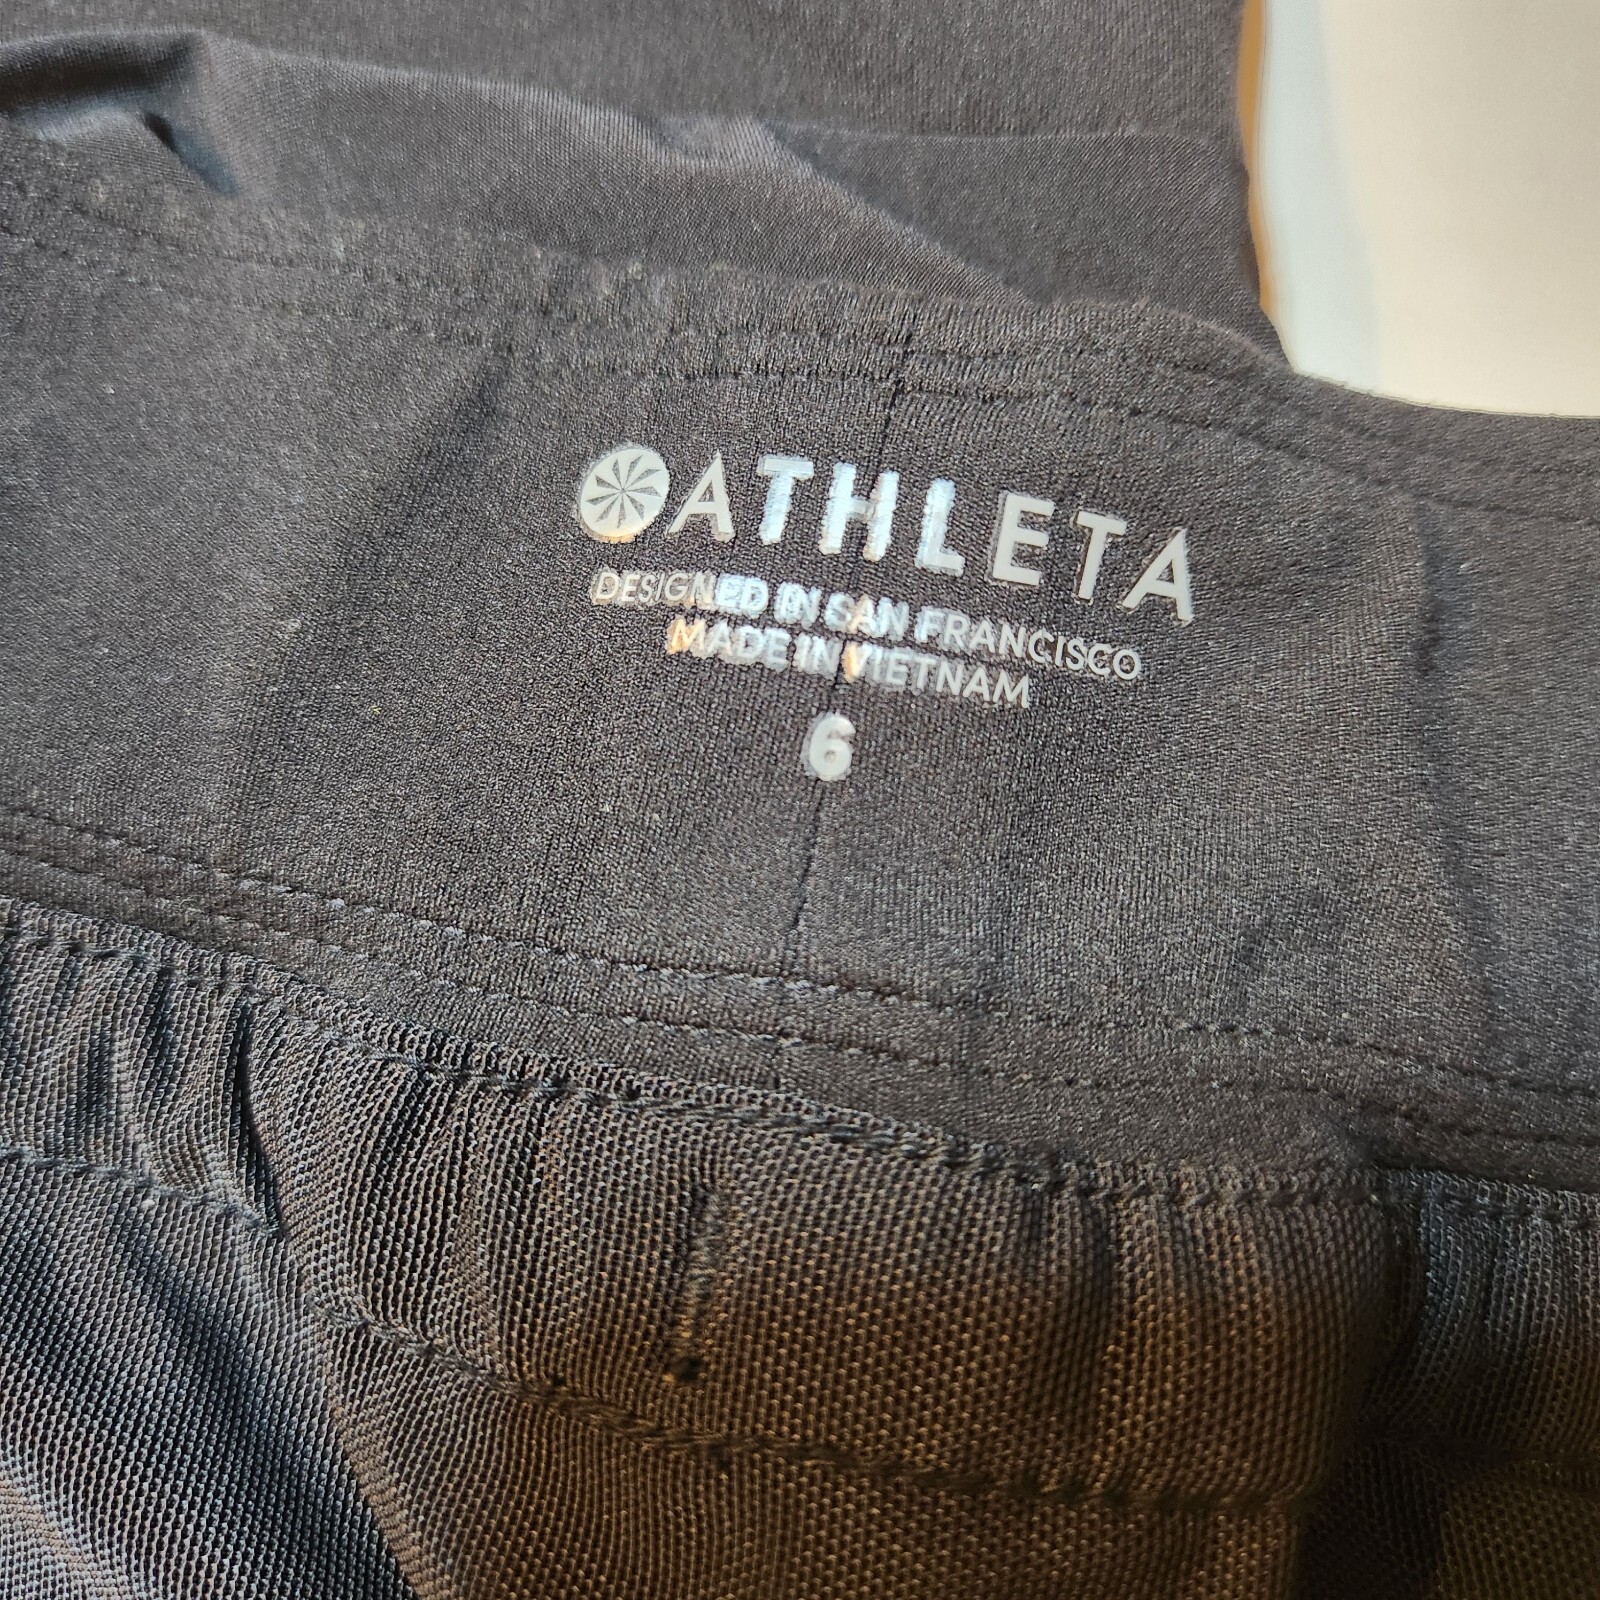 ATHLETA
DESIGNED IN SAN FRANCISCO
MADE IN VIETNAM
6